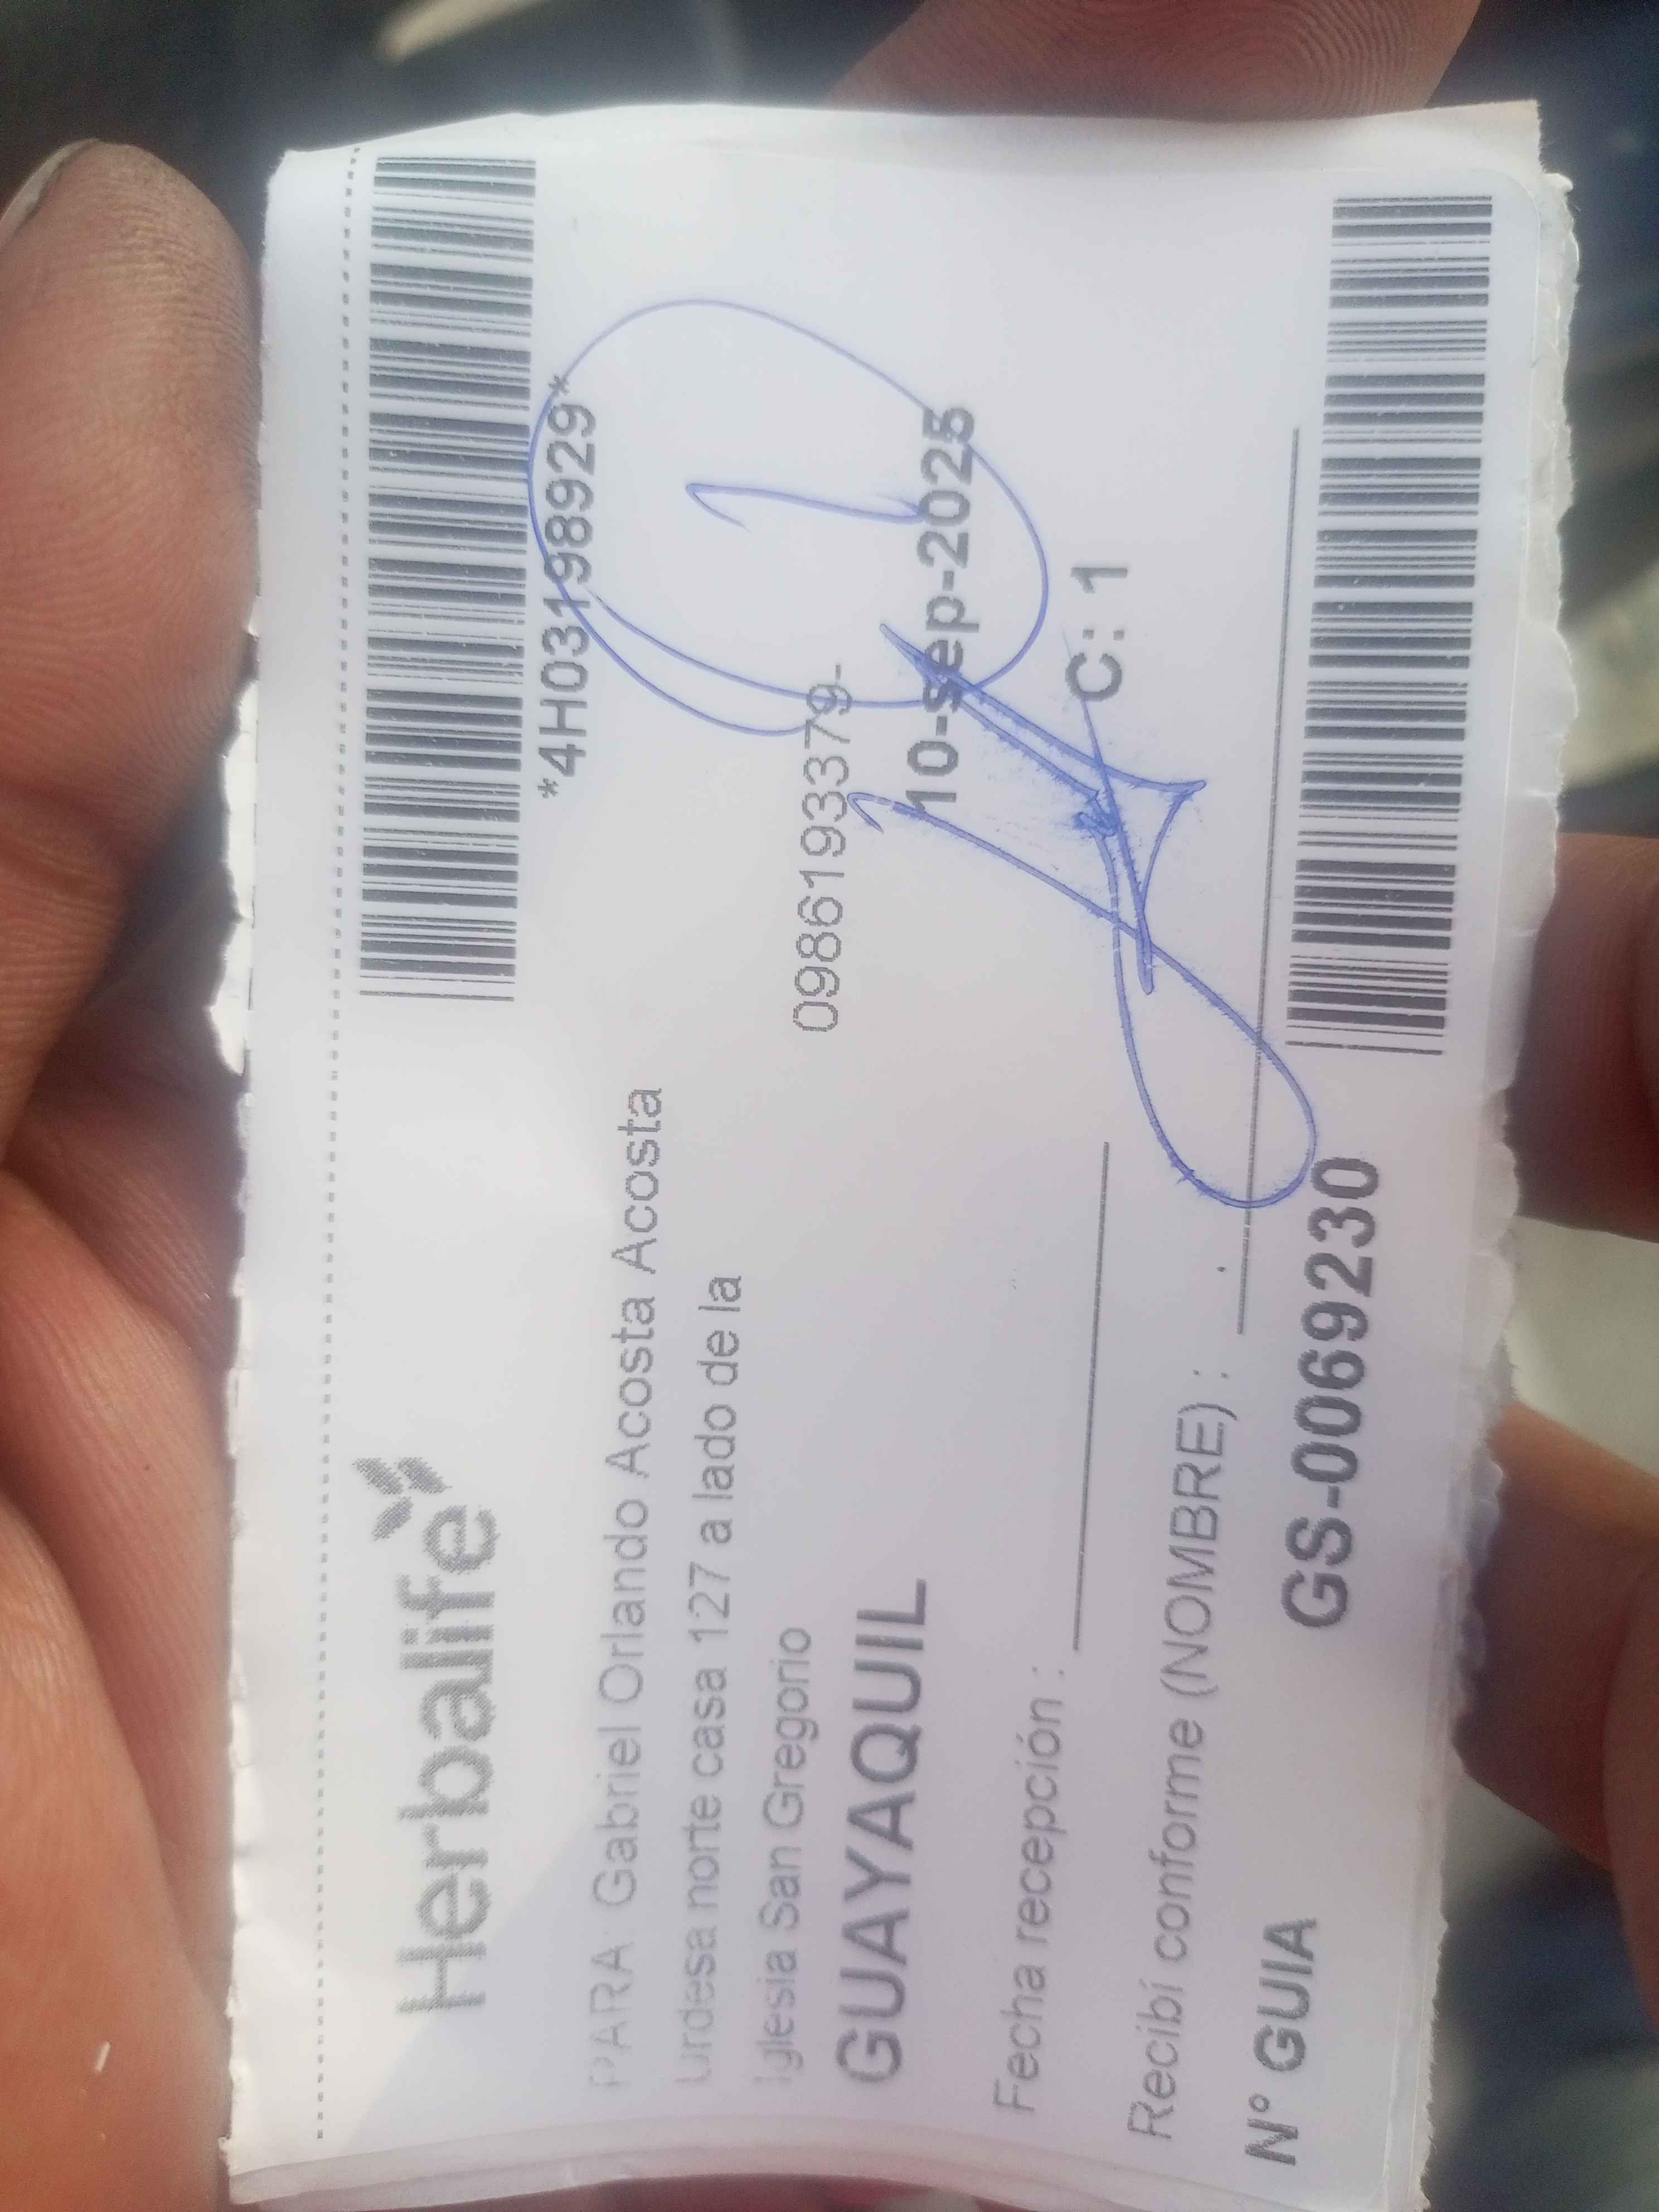 Herbalife
*4H03198929*
PARA: Gabriel Orlando Acosta Acosta
urdesa norte casa 127 a lado de la
Iglesia San Gregorio
0986193379-
GUAYAQUIL
10-sep-2025
Fecha recepción :
C: 1
Recibí conforme (NOMBRE) :
N° GUIA
GS-0069230